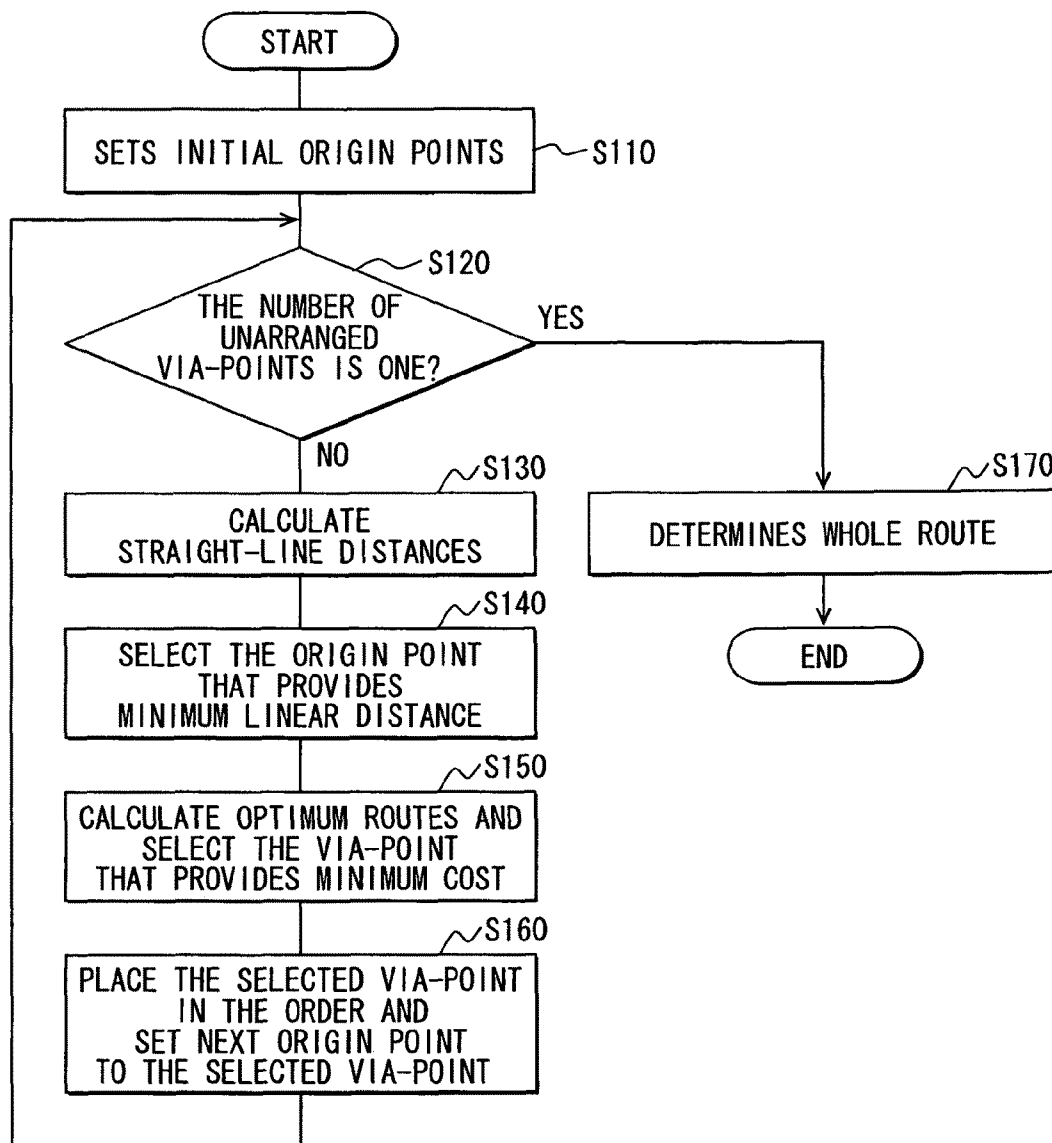 START
SETS INITIAL ORIGIN POINTS
S110
S120
THE NUMBER OF
UNARRANGED
VIA-POINTS IS ONE?
YES
NO
S130
CALCULATE
STRAIGHT-LINE DISTANCES
S170
DETERMINES WHOLE ROUTE
S140
SELECT THE ORIGIN POINT
THAT PROVIDES
MINIMUM LINEAR DISTANCE
END
S150
CALCULATE OPTIMUM ROUTES AND
SELECT THE VIA-POINT
THAT PROVIDES MINIMUM COST
S160
PLACE THE SELECTED VIA-POINT
IN THE ORDER AND
SET NEXT ORIGIN POINT
TO THE SELECTED VIA-POINT